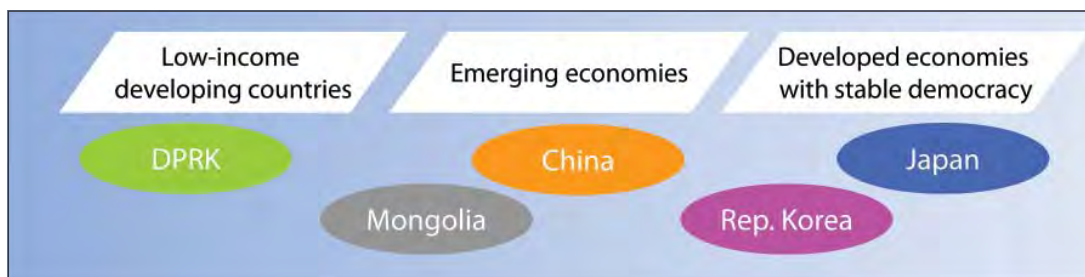 Low-income
developing countries
Emerging economies
Developed economies
with stable democracy
DPRK
China
Japan
Mongolia
Rep. Korea